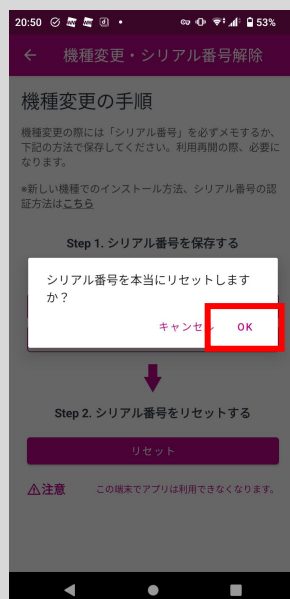 20:50
53%
機種変更・シリアル番号解除
機種変更の手順
機種変更の際には「シリアル番号」を必ずメモするか、
下記の方法で保存してください。利用再開の際、必要に
なります。
*新しい機種でのインストール方法、シリアル番号の認
証方法はこちら
Step 1. シリアル番号を保存する
シリアル番号を本当にリセットします
か？
キャンセル OK
Step 2. シリアル番号をリセットする
リセット
注意 この端末でアプリは利用できなくなります。